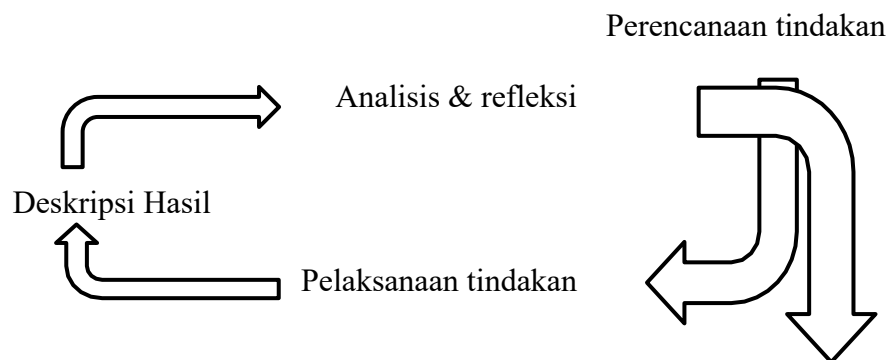 Perencanaan tindakan
Analisis & refleksi
Deskripsi Hasil
Pelaksanaan tindakan